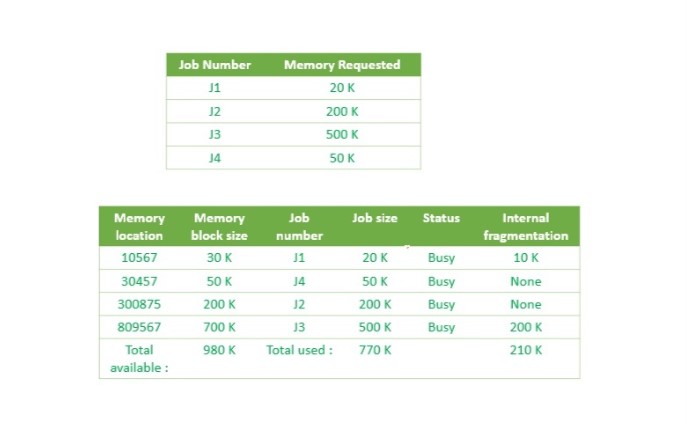 Job Number Memory Requested
J1 20 K
J2 200 K
J3 500 K
J4 50 K
Memory location Memory block size Job number Job size Status Internal fragmentation
10567 30 K J1 20 K Busy 10 K
30457 50 K J4 50 K Busy None
300875 200 K J2 200 K Busy None
809567 700 K J3 500 K Busy 200 K
Total available : 980 K Total used : 770 K 210 K